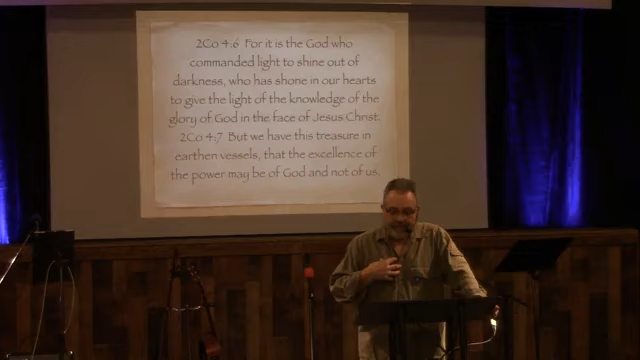 2Co 4:6 For it is the God who
commanded light to shine out of
darkness, who has shone in our hearts
to give the light of the knowledge of the
glory of God in the face of Jesus Christ.
2Co 4:7 But we have this treasure in
earthen vessels, that the excellence of
the power may be of God and not of us.